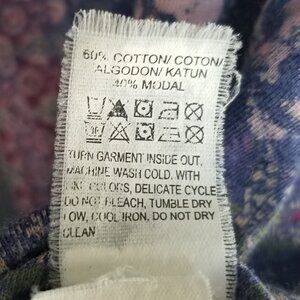 60% COTTON/ COTON/
ALGODON/ KATUN
40% MODAL
TURN GARMENT INSIDE OUT.
MACHINE WASH COLD. WITH
LIKE COLORS, DELICATE CYCLE
DO NOT BLEACH, TUMBLE DRY
LOW, COOL IRON, DO NOT DRY
CLEAN